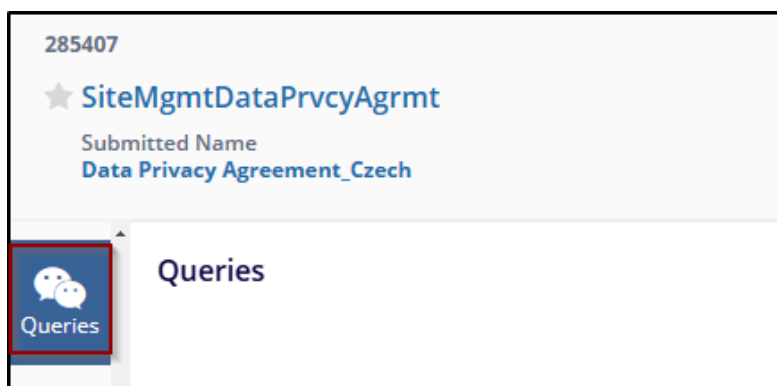 285407
SiteMgmtDataPrvcyAgrmt
Submitted Name
Data Privacy Agreement_Czech
Queries
Queries